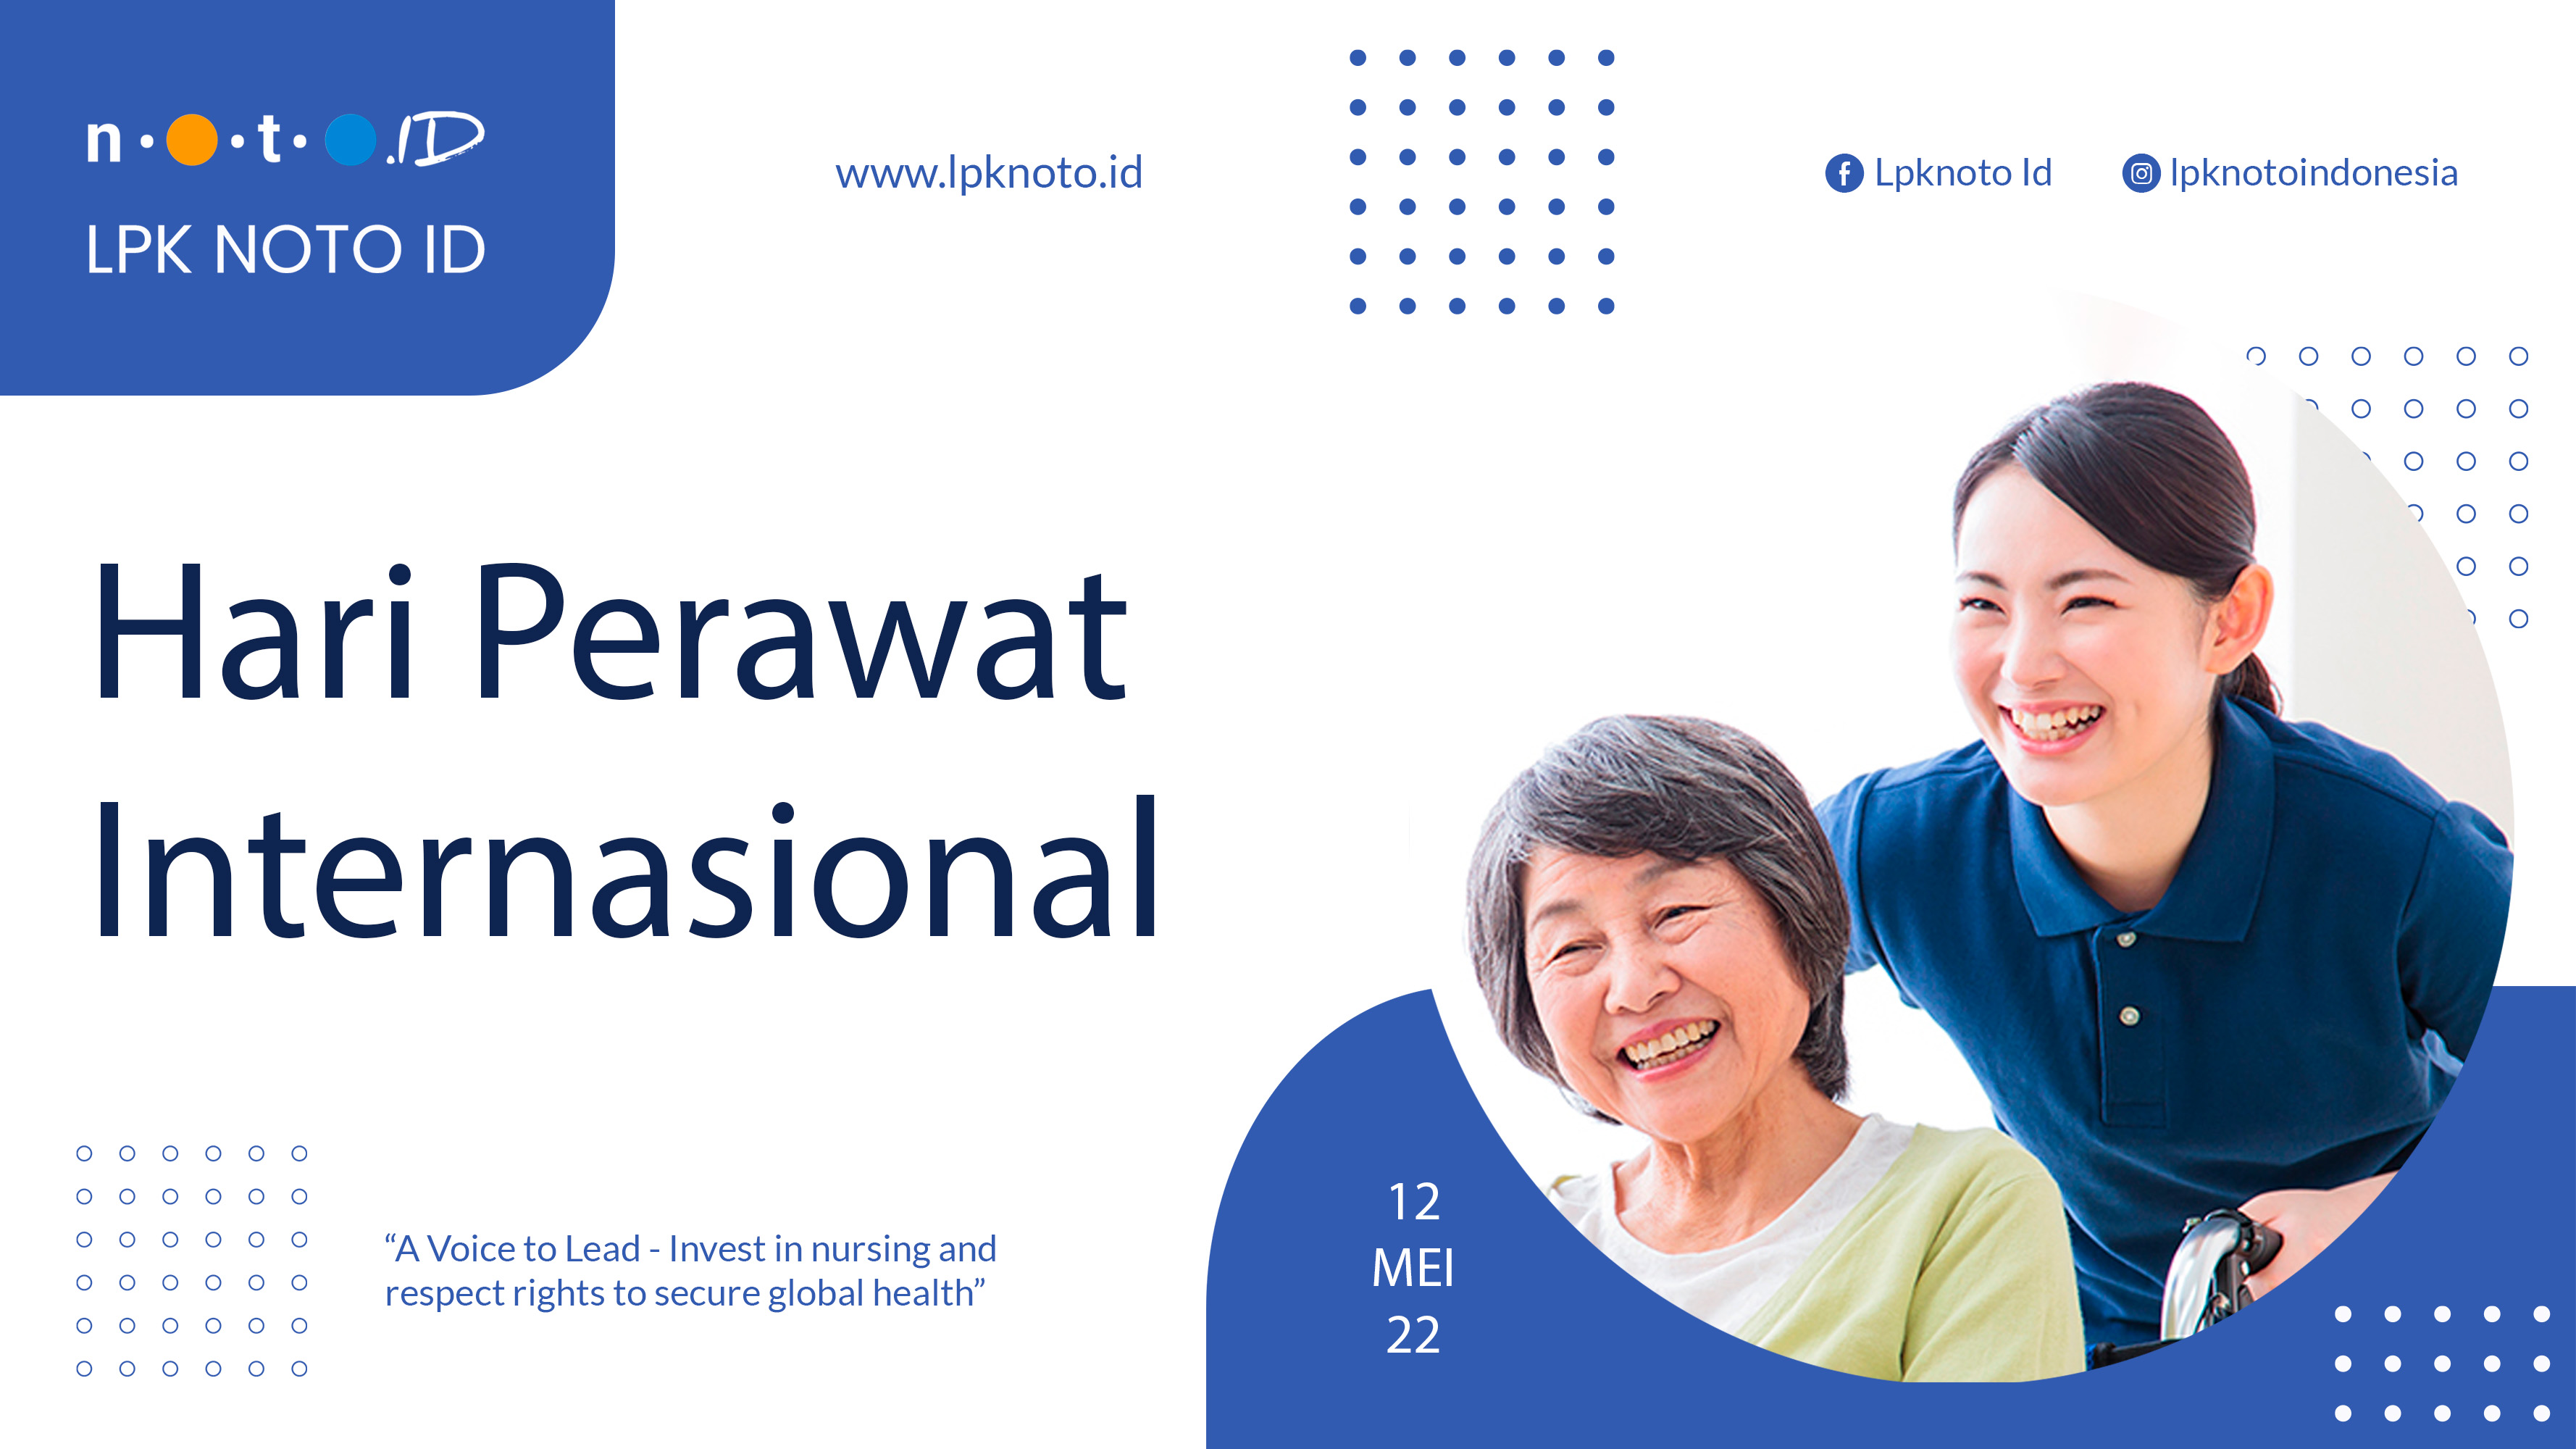 n·o·t·o.ID
LPK NOTO ID
www.lpknoto.id
Lpknoto Id
lpknotoindonesia
Hari Perawat
Internasional
“A Voice to Lead - Invest in nursing and
respect rights to secure global health”
12
MEI
22